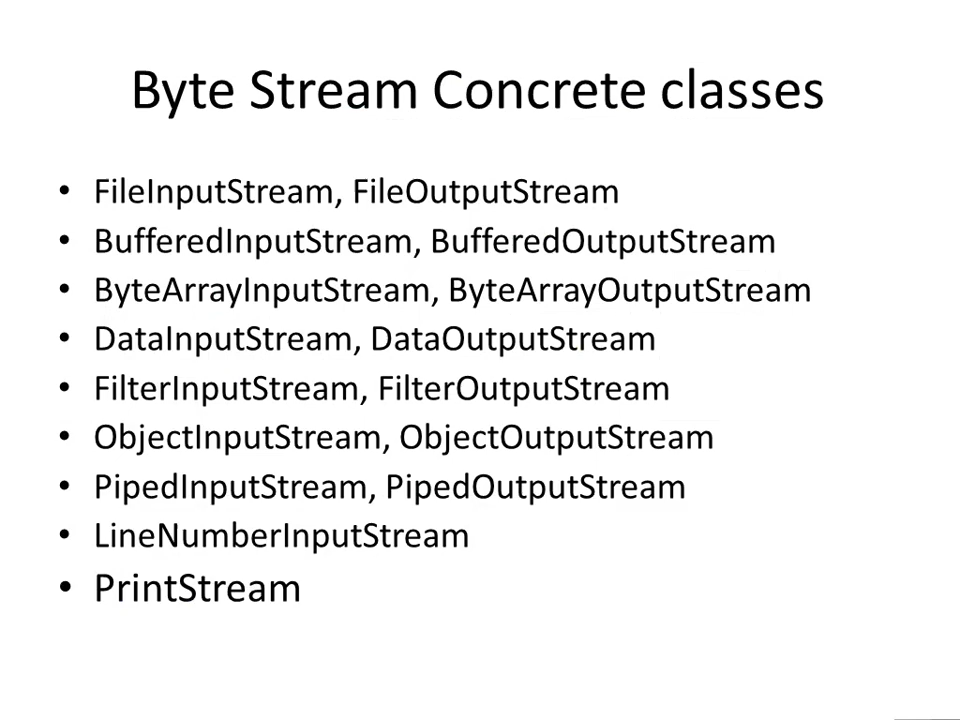 Byte Stream Concrete classes
• FileInputStream, FileOutputStream
• BufferedInputStream, BufferedOutputStream
• ByteArrayInputStream, ByteArrayOutputStream
• DataInputStream, DataOutputStream
• FilterInputStream, FilterOutputStream
• ObjectInputStream, ObjectOutputStream
• PipedInputStream, PipedOutputStream
• LineNumberInputStream
• PrintStream